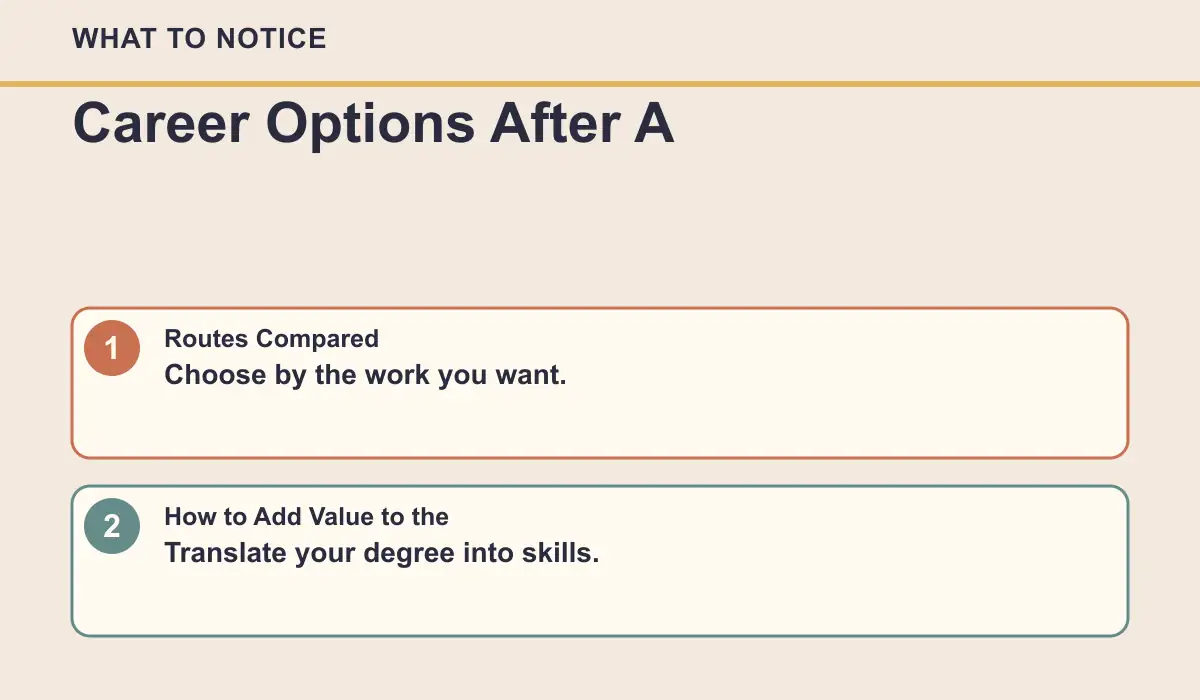 WHAT TO NOTICE
Career Options After A
1
Routes Compared
Choose by the work you want.
2
How to Add Value to the
Translate your degree into skills.